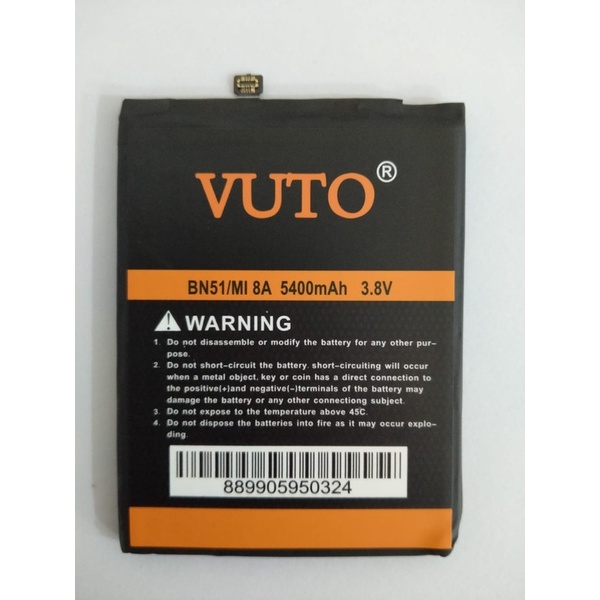 VUTO®
BN51/MI 8A 5400mAh 3.8V
⚠ WARNING
1. Do not disassemble or modify the battery for any other pur-
pose.
2. Do not short-circuit the battery. short-circuiting will occur
when a metal object. key or coin has a direct connection to
the positive(+)and negative(-)terminals of the battery may
damage the battery or any other connectiong subject.
3. Do not expose to the temperature above 45C.
4. Do not dispose the batteries into fire as it may occur explo-
ding.
889905950324